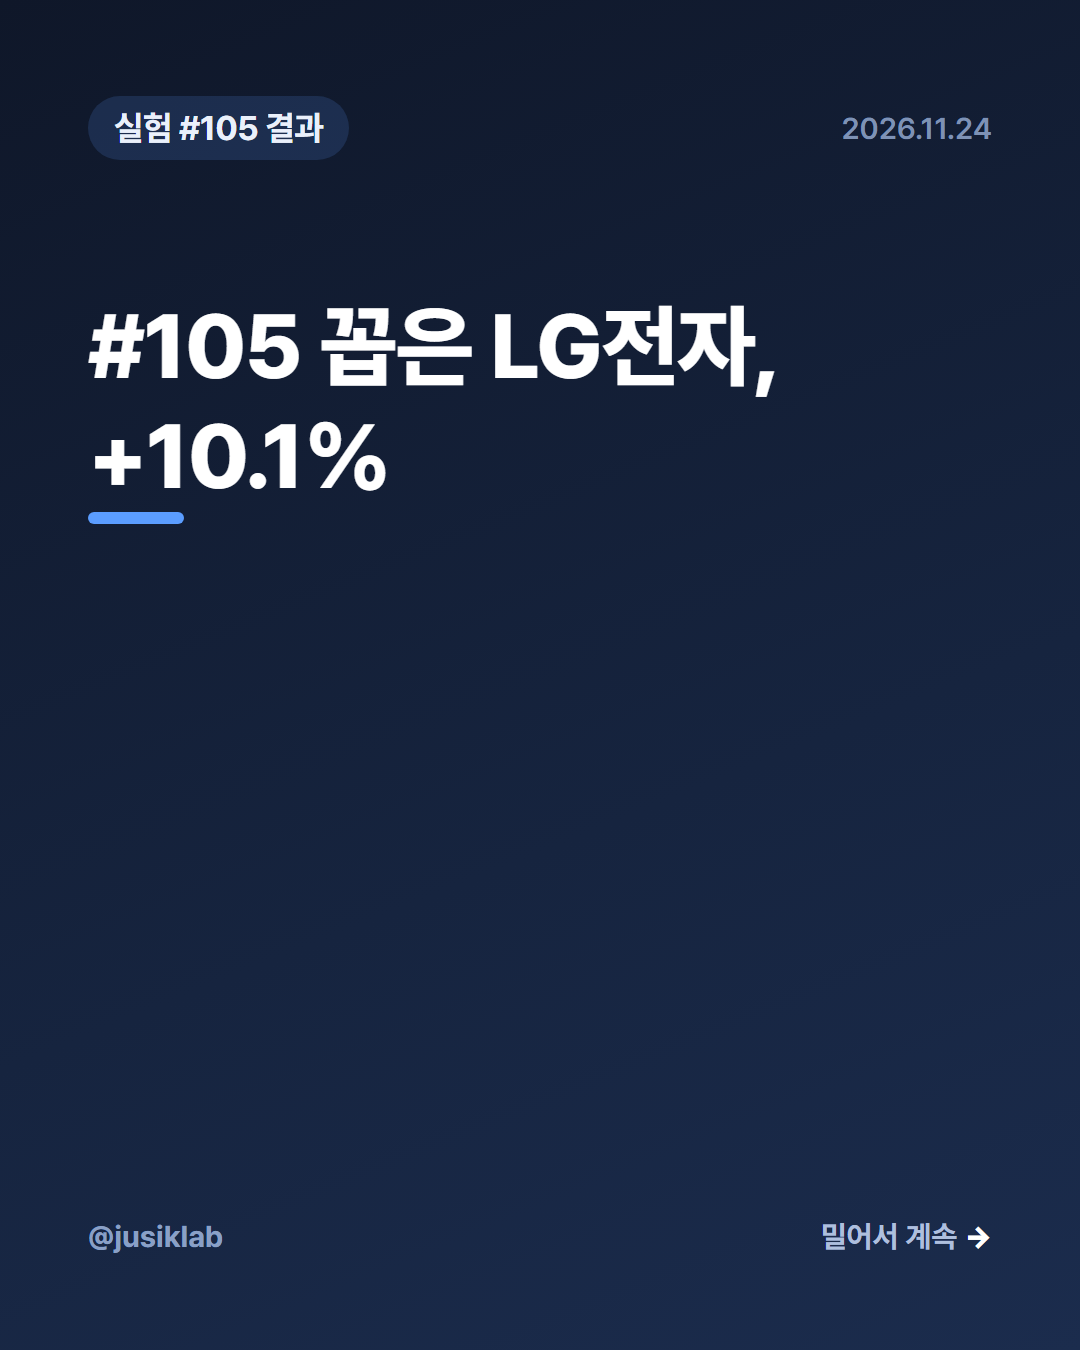 실험 #105 결과
2026.11.24
#105 꼽은 LG전자,
+10.1%
@jusiklab
밀어서 계속 →